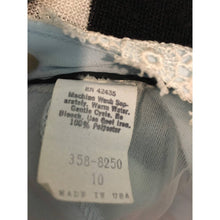 RN 42435
Machine Wash Sep-
arately, Warm Water,
Gentle Cycle. No
Bleach, Use Cool Iron,
100% Polyester
358-8250
10
MADE IN USA